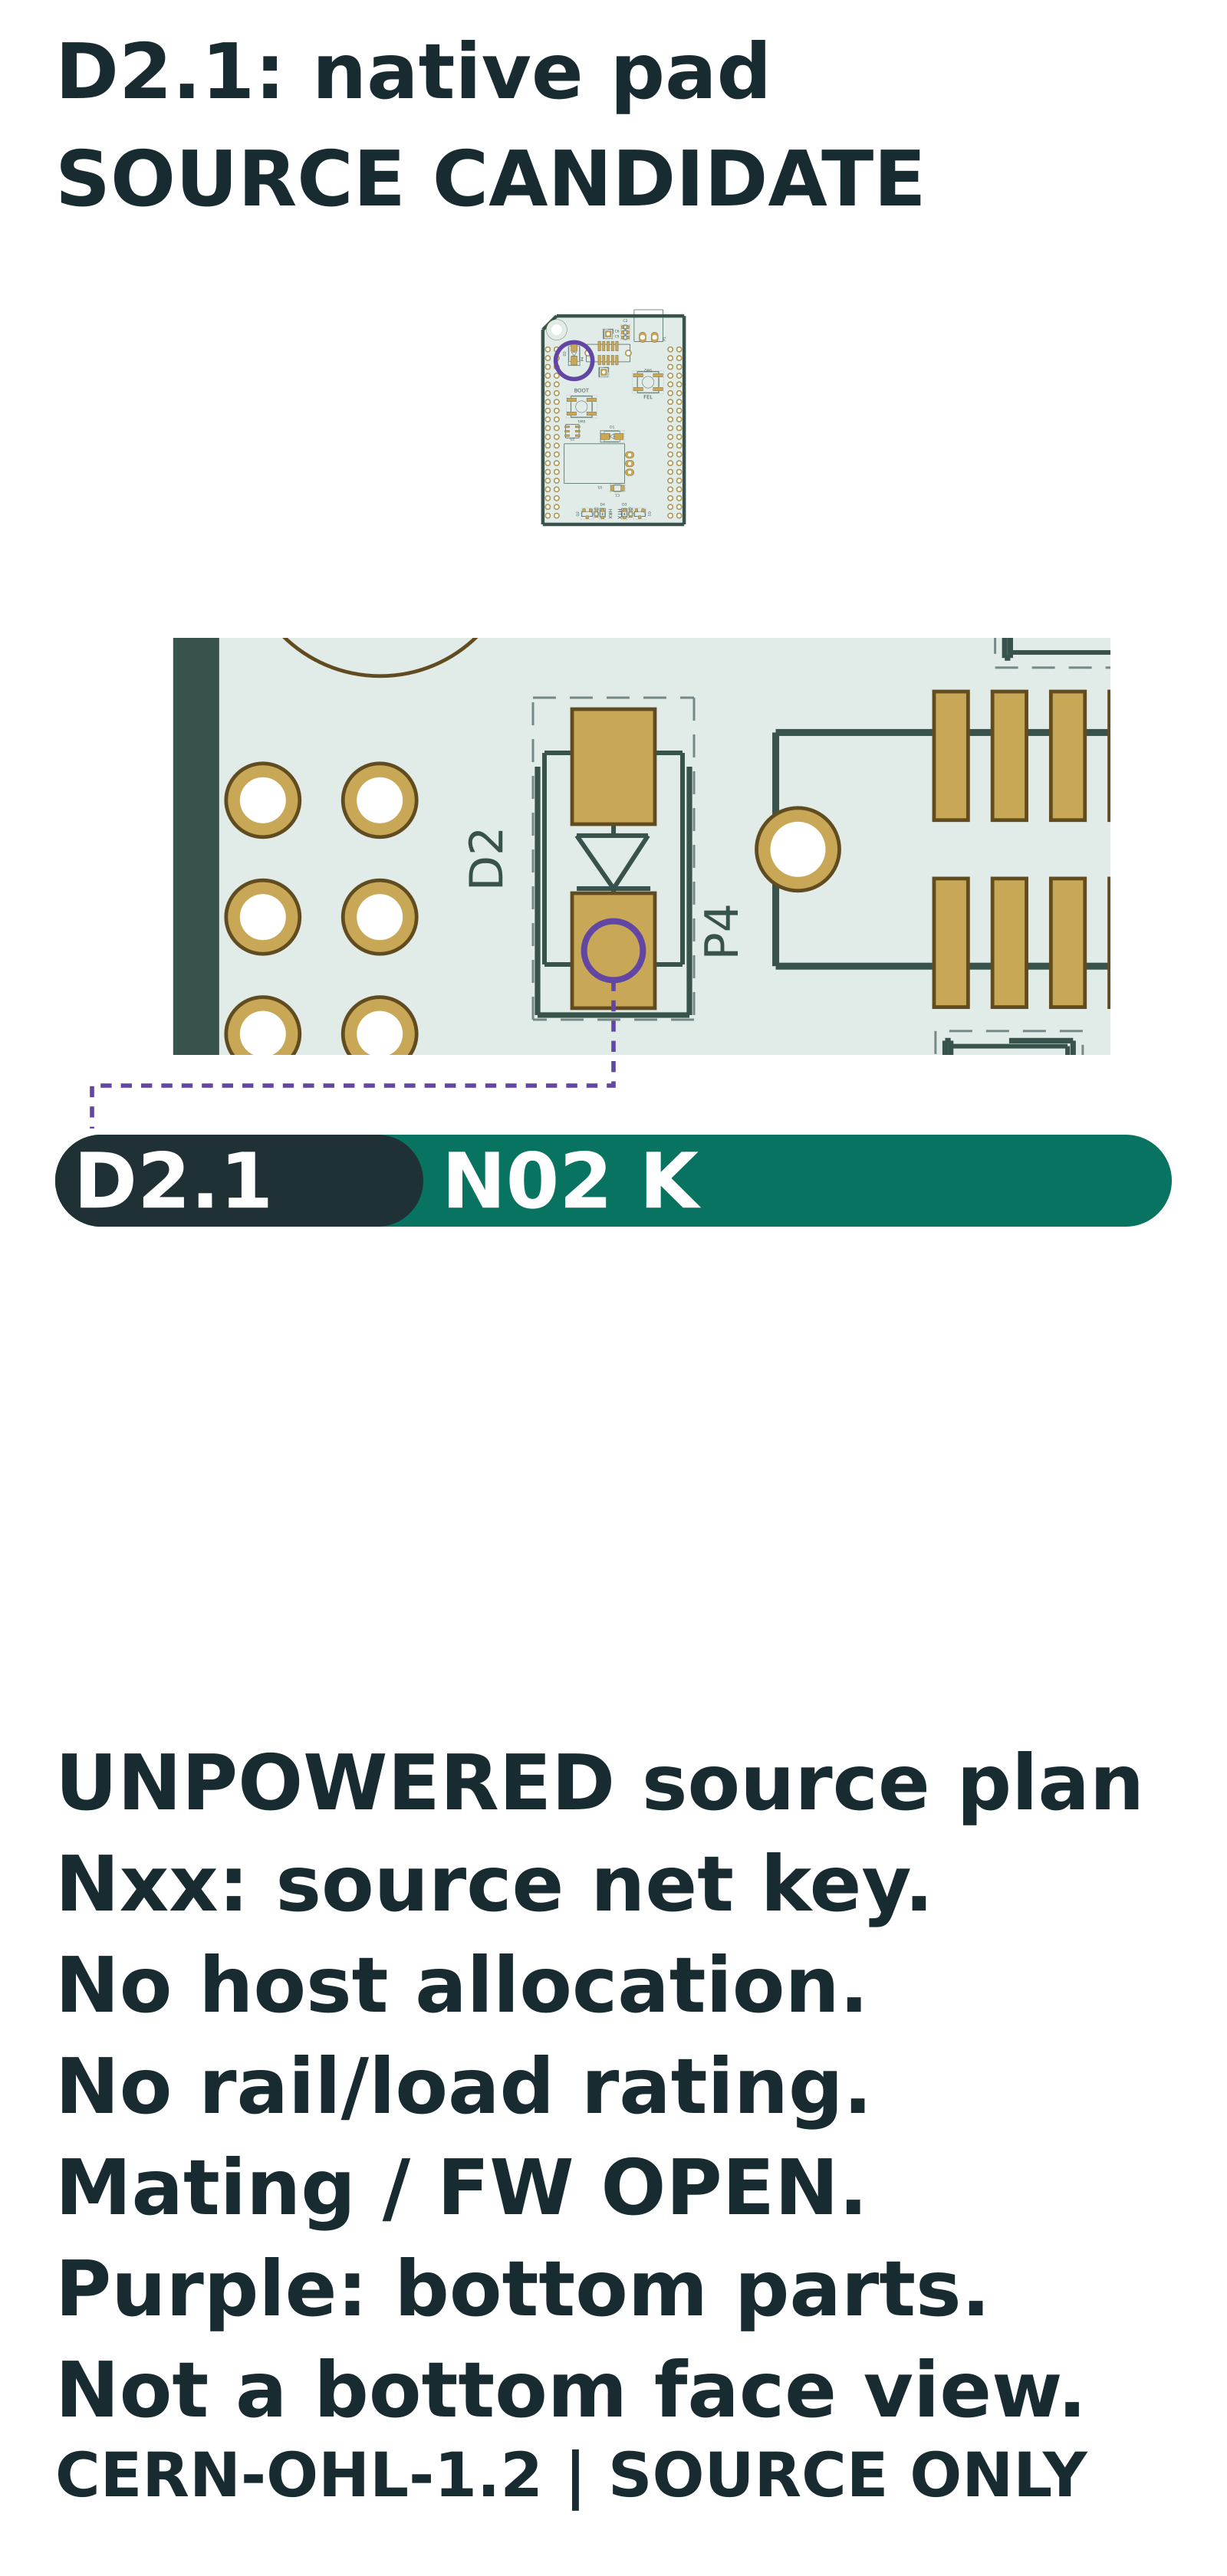 D2.1: native pad
SOURCE CANDIDATE
BOOT
FEL
D2
P4
D2.1 N02 K
UNPOWERED source plan
Nxx: source net key.
No host allocation.
No rail/load rating.
Mating / FW OPEN.
Purple: bottom parts.
Not a bottom face view.
CERN-OHL-1.2 | SOURCE ONLY